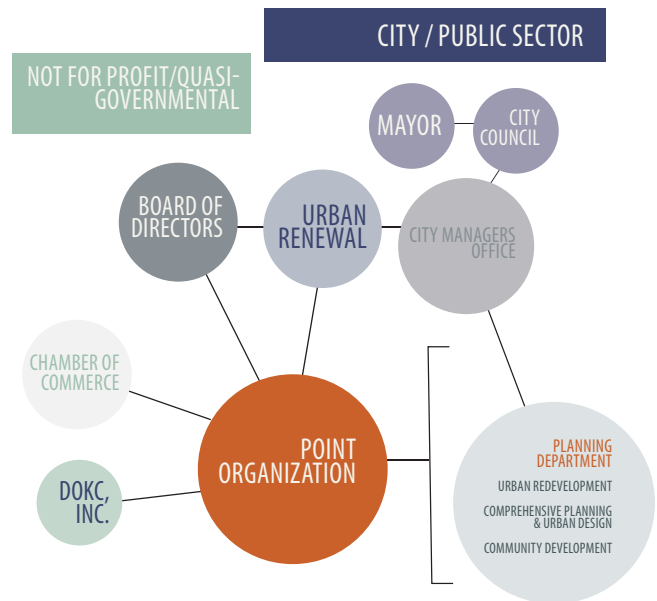 CITY / PUBLIC SECTOR
NOT FOR PROFIT/QUASI-
GOVERNMENTAL
MAYOR
CITY
COUNCIL
BOARD OF
DIRECTORS
URBAN
RENEWAL
CITY MANAGERS
OFFICE
CHAMBER OF
COMMERCE
POINT
ORGANIZATION
DOKC,
INC.
PLANNING
DEPARTMENT
URBAN REDEVELOPMENT
COMPREHENSIVE PLANNING
& URBAN DESIGN
COMMUNITY DEVELOPMENT